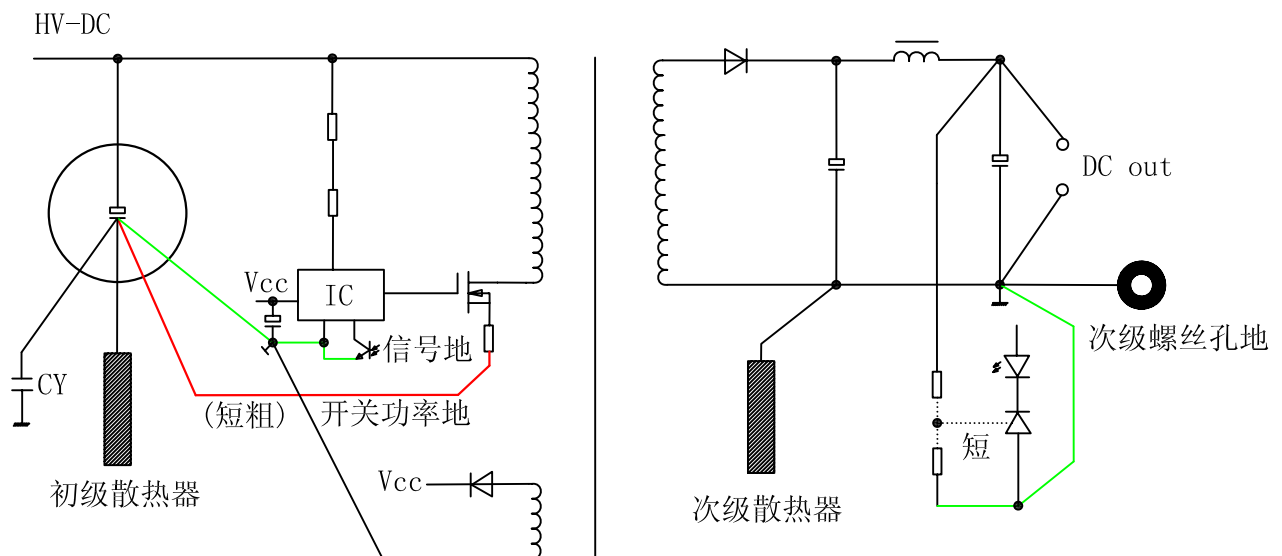 HV-DC
DC out
Vcc
IC
信号地
次级螺丝孔地
CY
(短粗)
开关功率地
短
Vcc
初级散热器
次级散热器